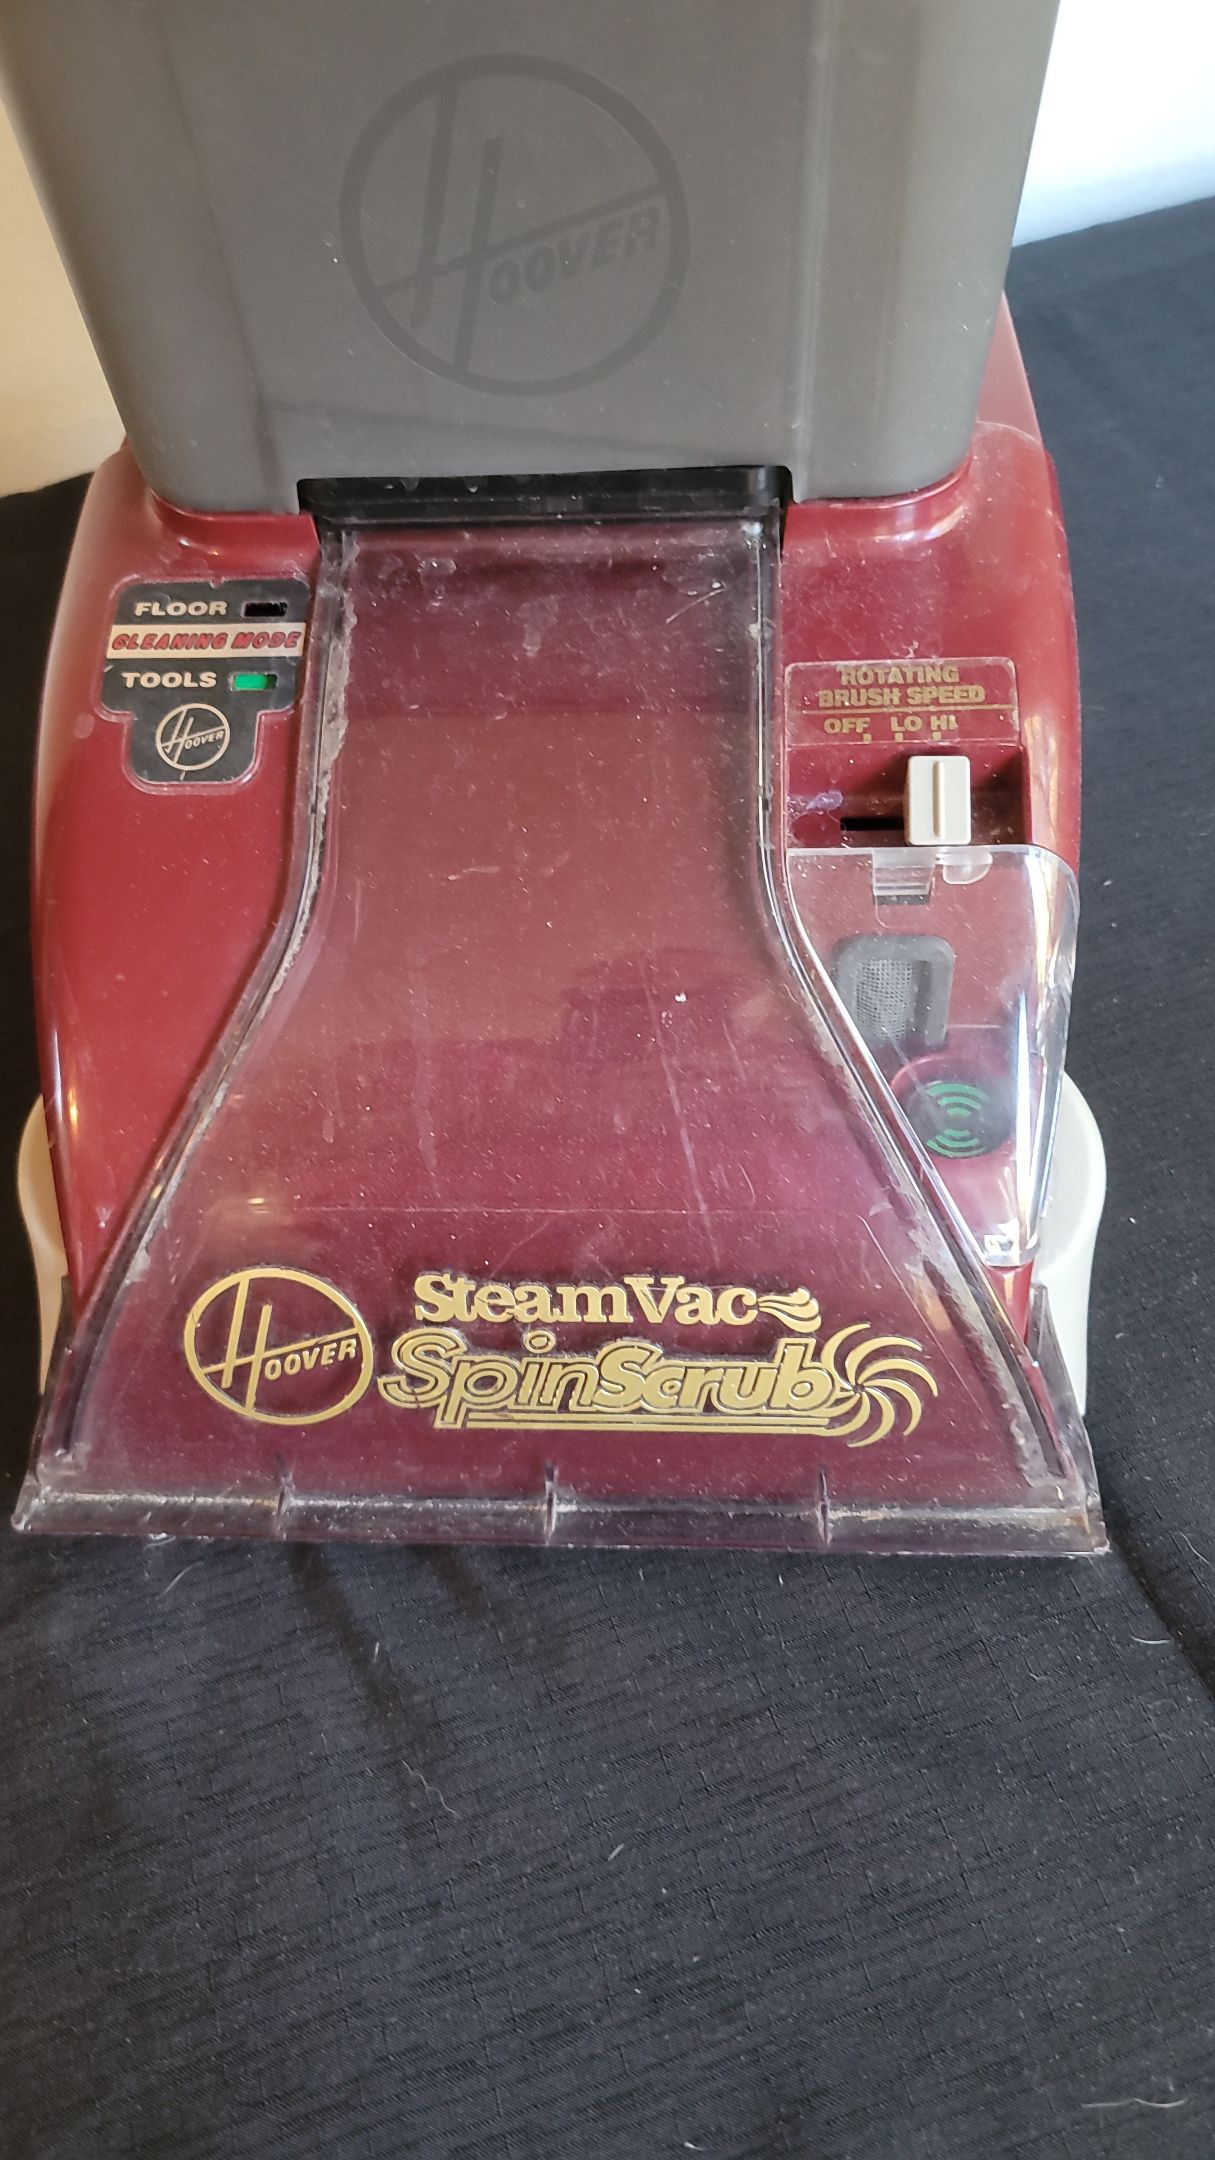 HOOVER
FLOOR
CLEANING MODE
TOOLS
HOOVER
ROTATING
BRUSH SPEED
OFF LO HI
HOOVER
SteamVac
SpinScrub